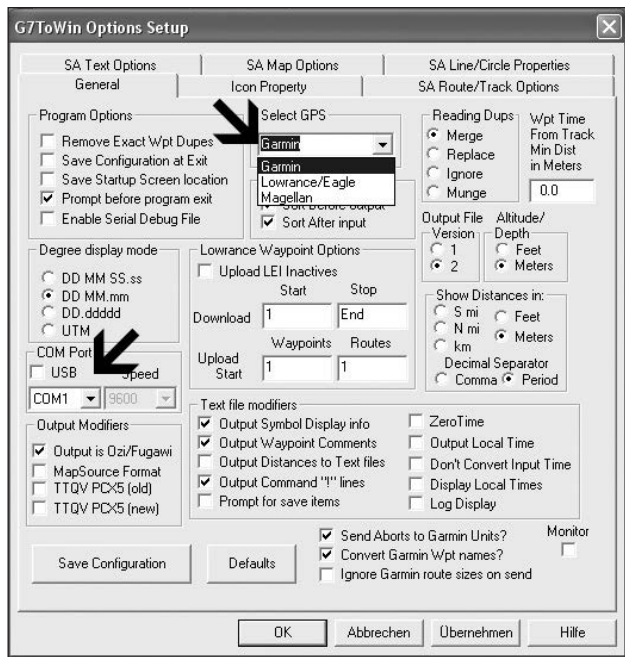 G7ToWin Options Setup
SA Text Options
SA Map Options
SA Line/Circle Properties
General
Icon Property
SA Route/Track Options
Program Options
Remove Exact Wpt Dupes
Save Configuration at Exit
Save Startup Screen location
Prompt before program exit
Enable Serial Debug File
Select GPS
Garmin
Garmin
Lowrance/Eagle
Magellan
Sort After input
Reading Dups
Merge
Replace
Ignore
Munge
Wpt Time
From Track
Min Dist
in Meters
0.0
Output File
Version
1
2
Altitude/
Depth
Feet
Meters
Degree display mode
DD MM SS.ss
DD MM.mm
DD.ddddd
UTM
Lowrance Waypoint Options
Upload LEI Inactives
Start Stop
Download 1 End
Waypoints Routes
Upload
Start 1 1
Show Distances in:
S mi
N mi
km
Feet
Meters
Decimal Separator
Comma Period
COM Port
USB
COM1 9600
Output Modifiers
Output is Ozi/Fugawi
MapSource Format
TTQV PCX5 (old)
TTQV PCX5 (new)
Text file modifiers
Output Symbol Display info
Output Waypoint Comments
Output Distances to Text files
Output Command "!" lines
Prompt for save items
ZeroTime
Output Local Time
Don't Convert Input Time
Display Local Times
Log Display
Save Configuration
Defaults
Send Aborts to Garmin Units?
Convert Garmin Wpt names?
Ignore Garmin route sizes on send
Monitor
OK
Abbrechen
Übernehmen
Hilfe